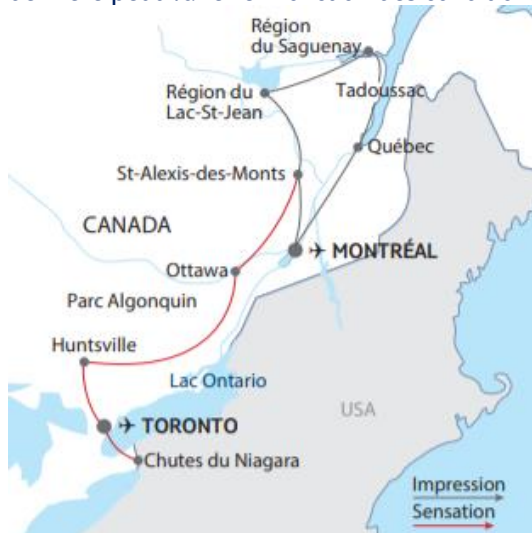 Région
du Saguenay
Tadoussac
Région du
Lac-St-Jean
Québec
St-Alexis-des-Monts
CANADA
MONTRÉAL
Ottawa
Parc Algonquin
Huntsville
Lac Ontario
USA
TORONTO
Chutes du Niagara
Impression
Sensation